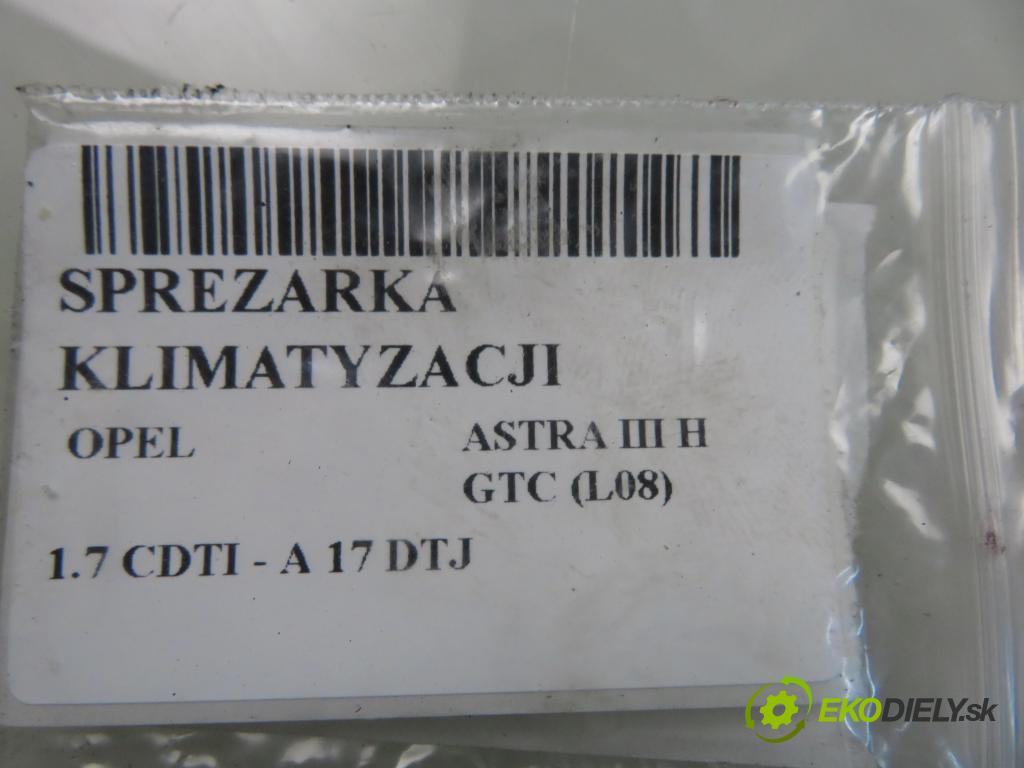 SPREZARKA
KLIMATYZACJI
OPEL ASTRA III H
GTC (L08)
1.7 CDTI - A 17 DTJ
EKODIELY.sk